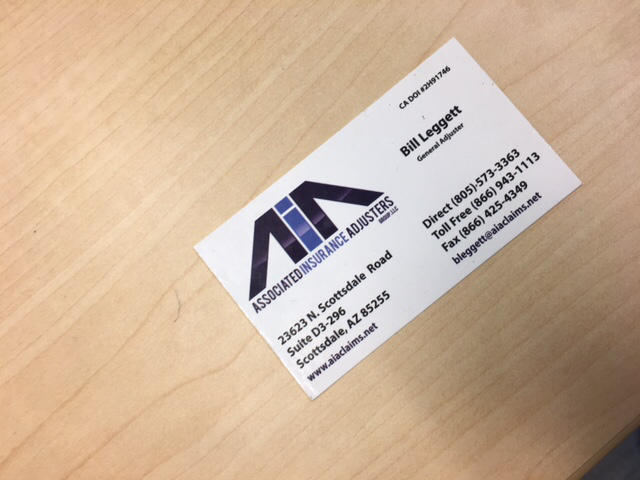 AiA
ASSOCIATED INSURANCE ADJUSTERS
GROUP, LLC
23623 N. Scottsdale Road
Suite D3-296
Scottsdale, AZ 85255
www.aiaclaims.net
CA DOI #2H91746
Bill Leggett
General Adjuster
Direct (805)-573-3363
Toll Free (866) 943-1113
Fax (866) 425-4349
bleggett@aiaclaims.net